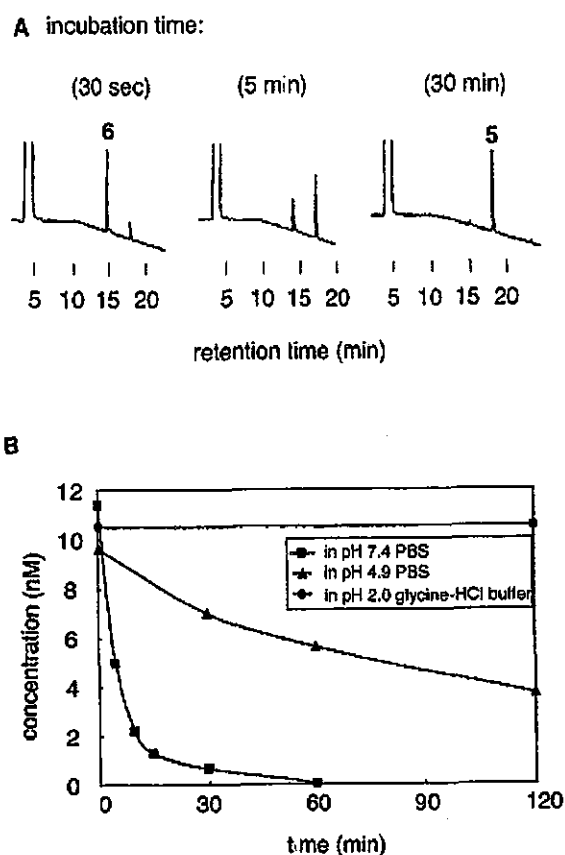 A incubation time:
(30 sec) (5 min) (30 min)
6 5
5 10 15 20 5 10 15 20 5 10 15 20
retention time (min)
B
12
10
8
6
4
2
0
concentration (nM)
in pH 7.4 PBS
in pH 4.9 PBS
in pH 2.0 glycine-HCl buffer
0 30 60 90 120
time (min)